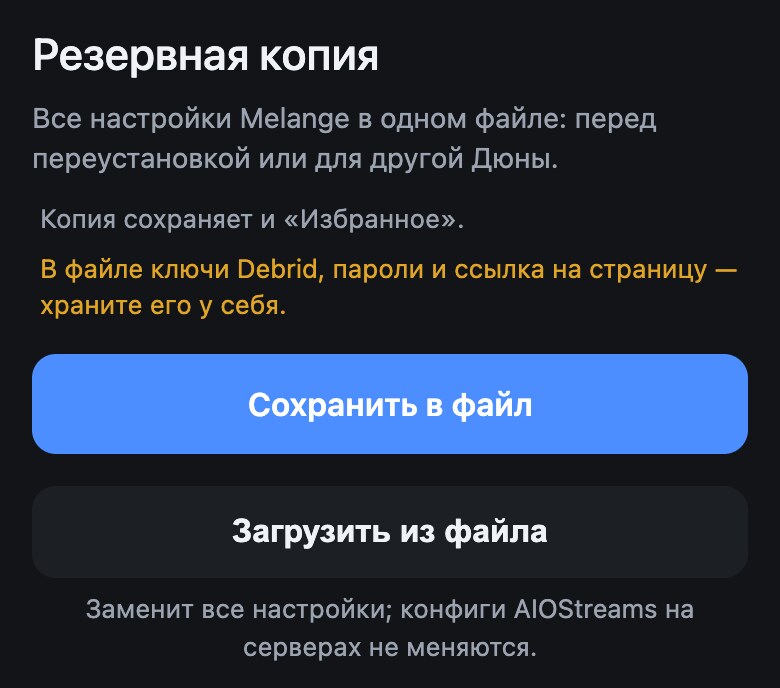 Резервная копия
Все настройки Melange в одном файле: перед
переустановкой или для другой Дюны.
Копия сохраняет и «Избранное».
В файле ключи Debrid, пароли и ссылка на страницу —
храните его у себя.
Сохранить в файл
Загрузить из файла
Заменит все настройки; конфиги AIOStreams на
серверах не меняются.